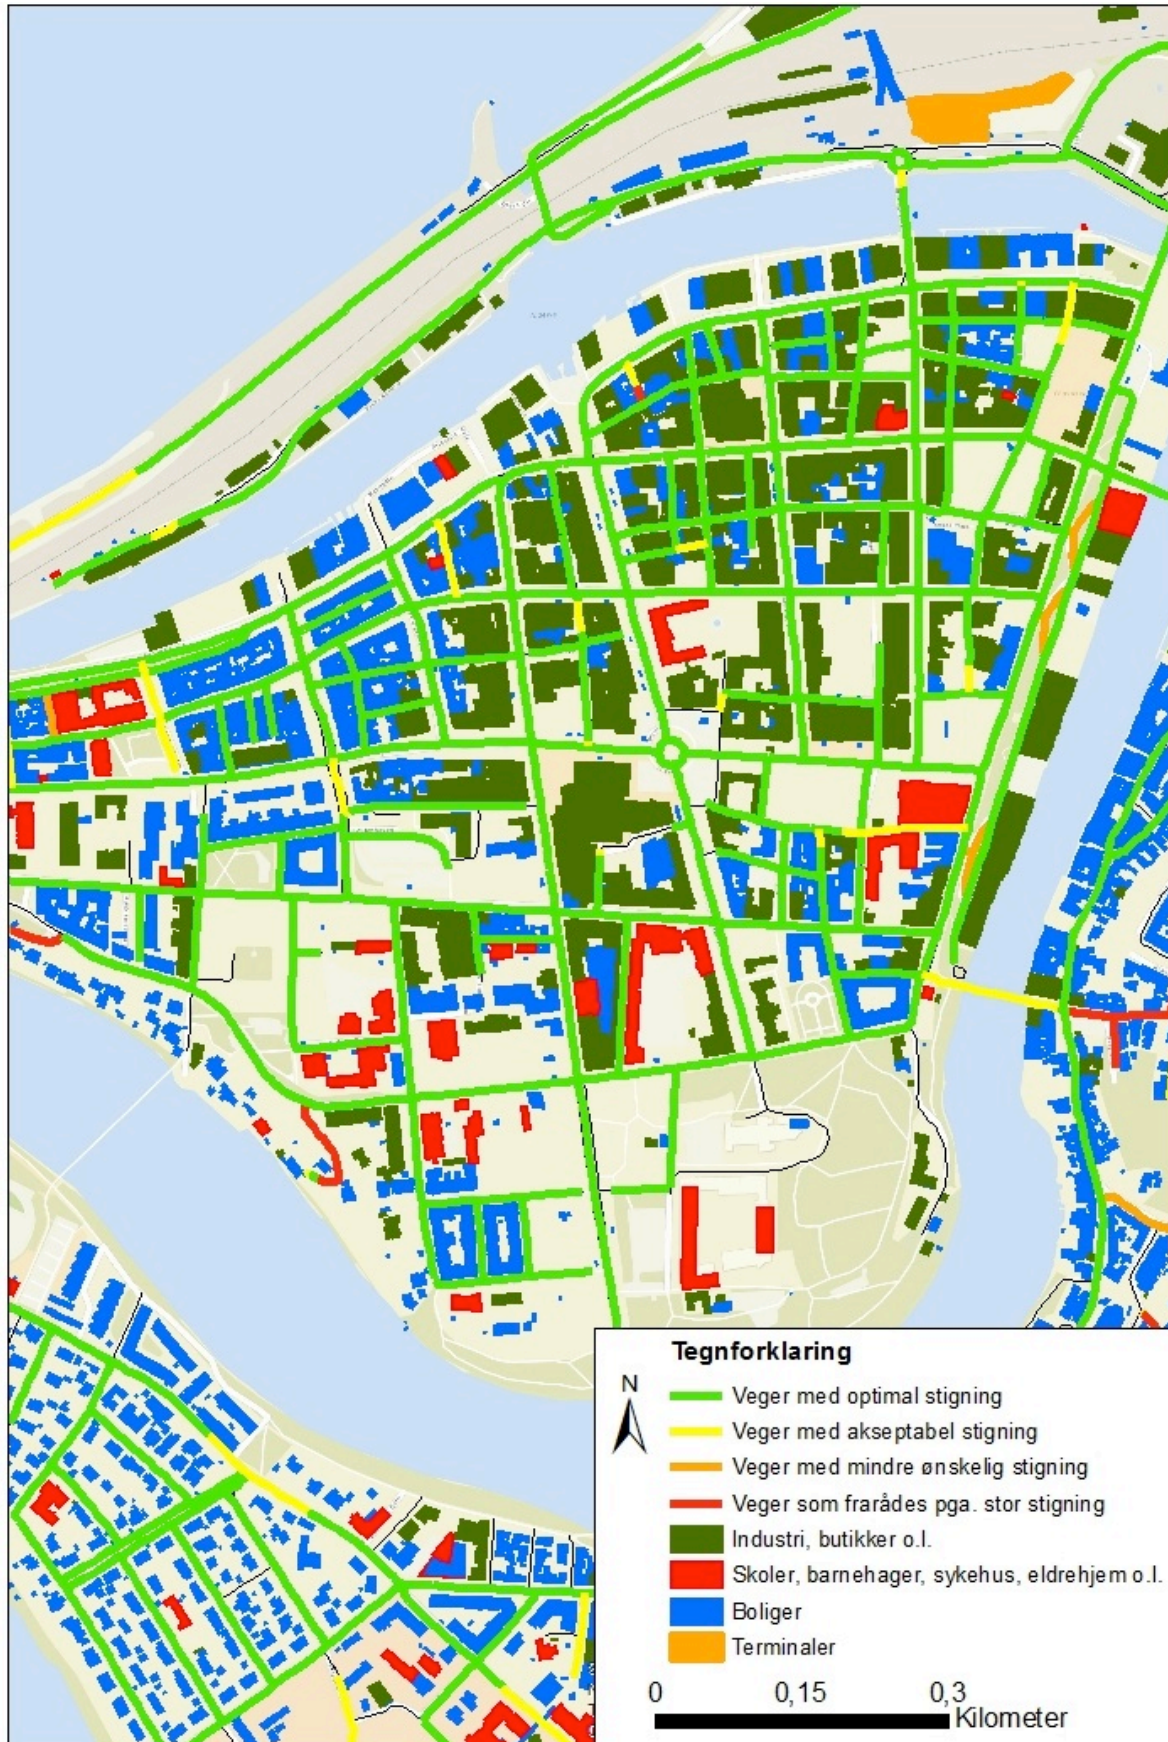 Tegnforklaring
N
Veger med optimal stigning
Veger med akseptabel stigning
Veger med mindre ønskelig stigning
Veger som frarådes pga. stor stigning
Industri, butikker o.l.
Skoler, barnehager, sykehus, eldrehjem o.l.
Boliger
Terminaler
0 0,15 0,3
Kilometer